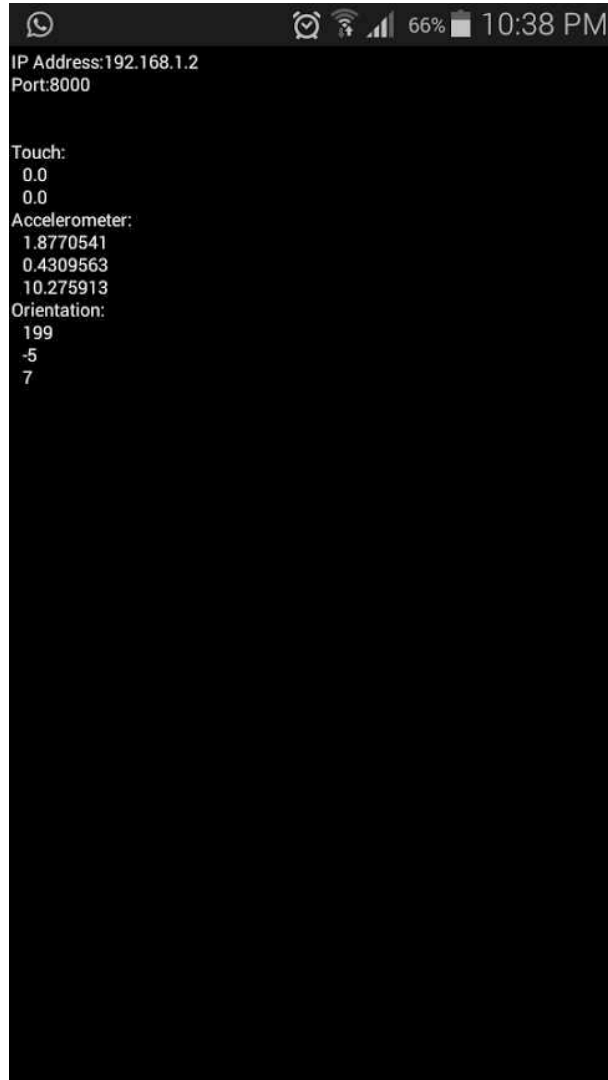 66% 10:38 PM
IP Address:192.168.1.2
Port:8000
Touch:
0.0
0.0
Accelerometer:
1.8770541
0.4309563
10.275913
Orientation:
199
-5
7